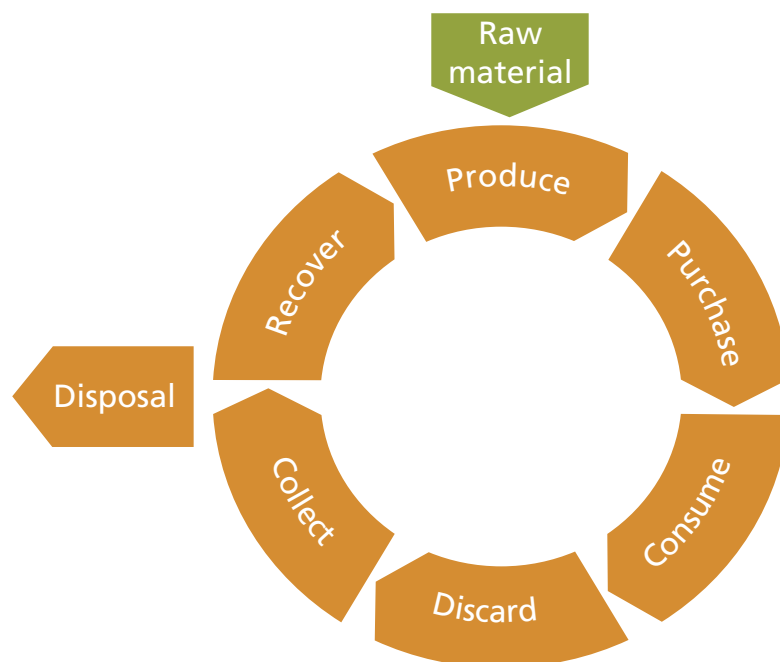 Raw
material
Produce
Purchase
Consume
Discard
Collect
Recover
Disposal